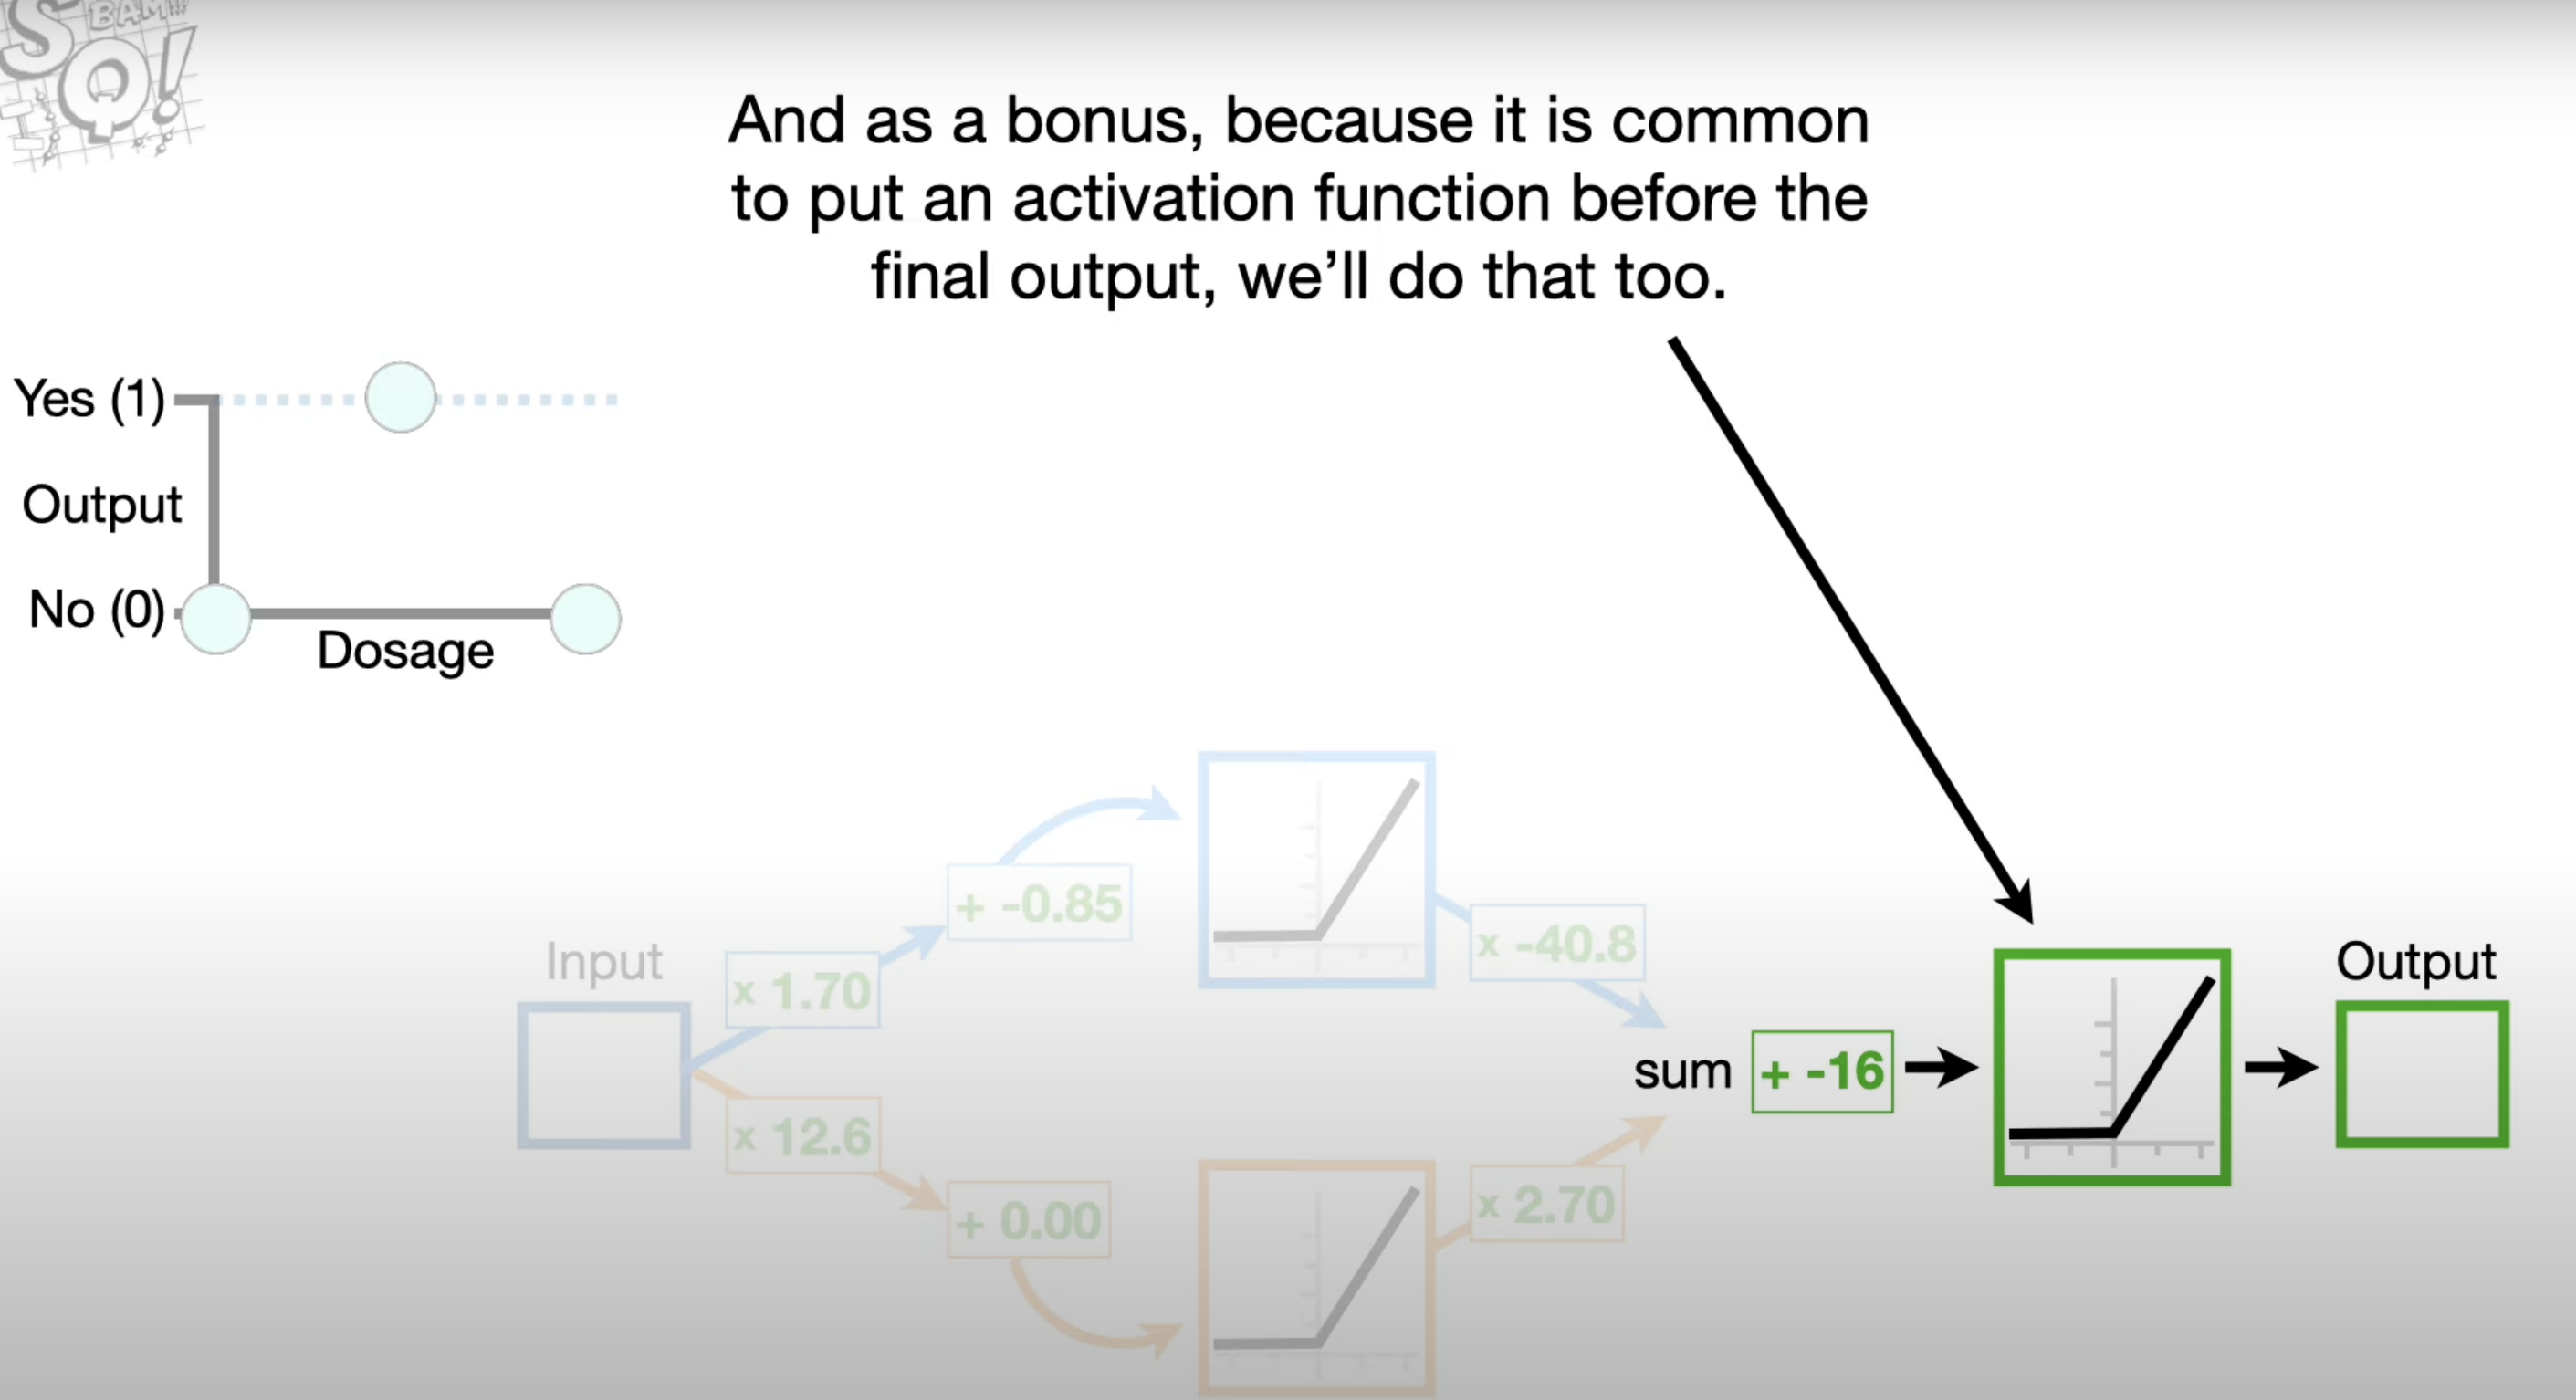 S BAM!!!
Q!
And as a bonus, because it is common
to put an activation function before the
final output, we’ll do that too.
Yes (1)
Output
No (0)
Dosage
+ -0.85
x -40.8
Input
x 1.70
Output
sum + -16
x 12.6
+ 0.00
x 2.70